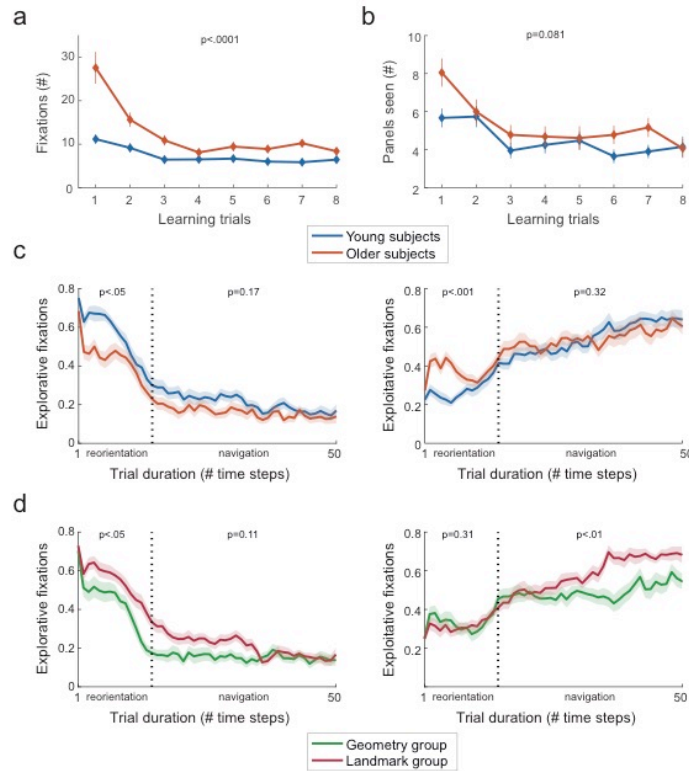 a
p<.0001
Fixations (#)
30
20
10
0
1 2 3 4 5 6 7 8
Learning trials
b
p=0.081
Panels seen (#)
10
8
6
4
2
0
1 2 3 4 5 6 7 8
Learning trials
Young subjects
Older subjects
c
p<.05 p=0.17
Explorative fixations
0.8
0.6
0.4
0.2
0
1 reorientation navigation 50
Trial duration (# time steps)
p<.001 p=0.32
Exploitative fixations
0.8
0.6
0.4
0.2
0
1 reorientation navigation 50
Trial duration (# time steps)
d
p<.05 p=0.11
Explorative fixations
0.8
0.6
0.4
0.2
0
1 reorientation navigation 50
Trial duration (# time steps)
p=0.31 p<.01
Exploitative fixations
0.8
0.6
0.4
0.2
1 reorientation navigation 50
Trial duration (# time steps)
Geometry group
Landmark group